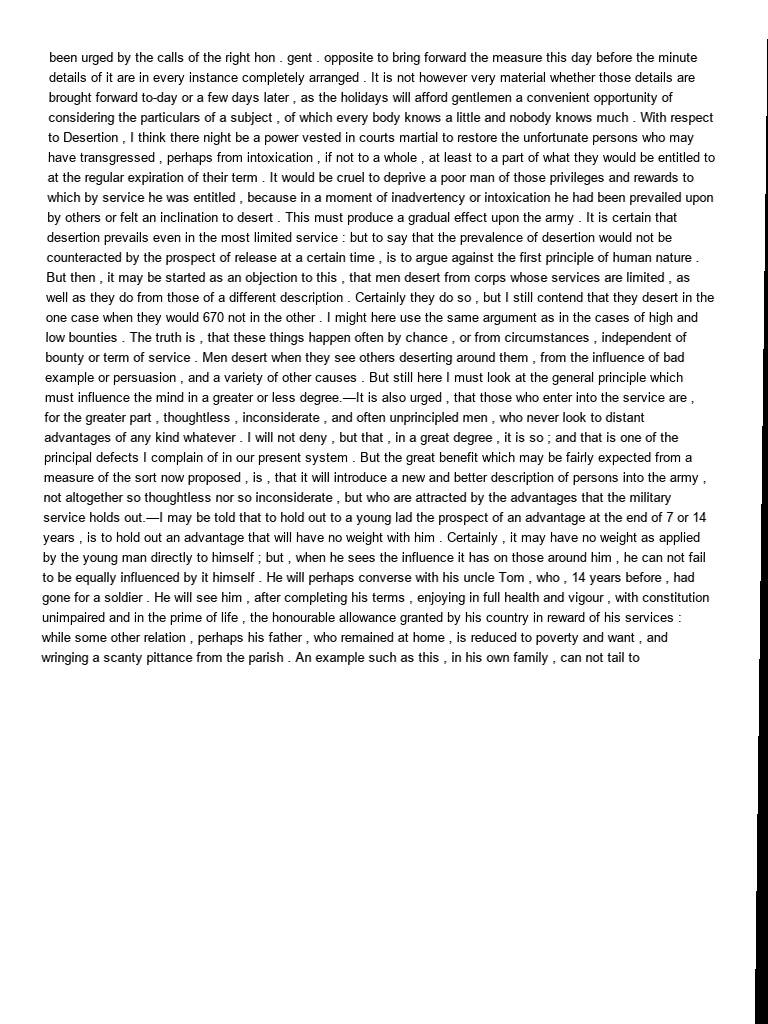 been urged by the calls of the right hon . gent . opposite to bring forward the measure this day before the minute
details of it are in every instance completely arranged . It is not however very material whether those details are
brought forward to-day or a few days later , as the holidays will afford gentlemen a convenient opportunity of
considering the particulars of a subject , of which every body knows a little and nobody knows much . With respect
to Desertion , I think there night be a power vested in courts martial to restore the unfortunate persons who may
have transgressed , perhaps from intoxication , if not to a whole , at least to a part of what they would be entitled to
at the regular expiration of their term . It would be cruel to deprive a poor man of those privileges and rewards to
which by service he was entitled , because in a moment of inadvertency or intoxication he had been prevailed upon
by others or felt an inclination to desert . This must produce a gradual effect upon the army . It is certain that
desertion prevails even in the most limited service : but to say that the prevalence of desertion would not be
counteracted by the prospect of release at a certain time , is to argue against the first principle of human nature .
But then , it may be started as an objection to this , that men desert from corps whose services are limited , as
well as they do from those of a different description . Certainly they do so , but I still contend that they desert in the
one case when they would 670 not in the other . I might here use the same argument as in the cases of high and
low bounties . The truth is , that these things happen often by chance , or from circumstances , independent of
bounty or term of service . Men desert when they see others deserting around them , from the influence of bad
example or persuasion , and a variety of other causes . But still here I must look at the general principle which
must influence the mind in a greater or less degree.—It is also urged , that those who enter into the service are ,
for the greater part , thoughtless , inconsiderate , and often unprincipled men , who never look to distant
advantages of any kind whatever . I will not deny , but that , in a great degree , it is so ; and that is one of the
principal defects I complain of in our present system . But the great benefit which may be fairly expected from a
measure of the sort now proposed , is , that it will introduce a new and better description of persons into the army ,
not altogether so thoughtless nor so inconsiderate , but who are attracted by the advantages that the military
service holds out.—I may be told that to hold out to a young lad the prospect of an advantage at the end of 7 or 14
years , is to hold out an advantage that will have no weight with him . Certainly , it may have no weight as applied
by the young man directly to himself ; but , when he sees the influence it has on those around him , he can not fail
to be equally influenced by it himself . He will perhaps converse with his uncle Tom , who , 14 years before , had
gone for a soldier . He will see him , after completing his terms , enjoying in full health and vigour , with constitution
unimpaired and in the prime of life , the honourable allowance granted by his country in reward of his services :
while some other relation , perhaps his father , who remained at home , is reduced to poverty and want , and
wringing a scanty pittance from the parish . An example such as this , in his own family , can not tail to